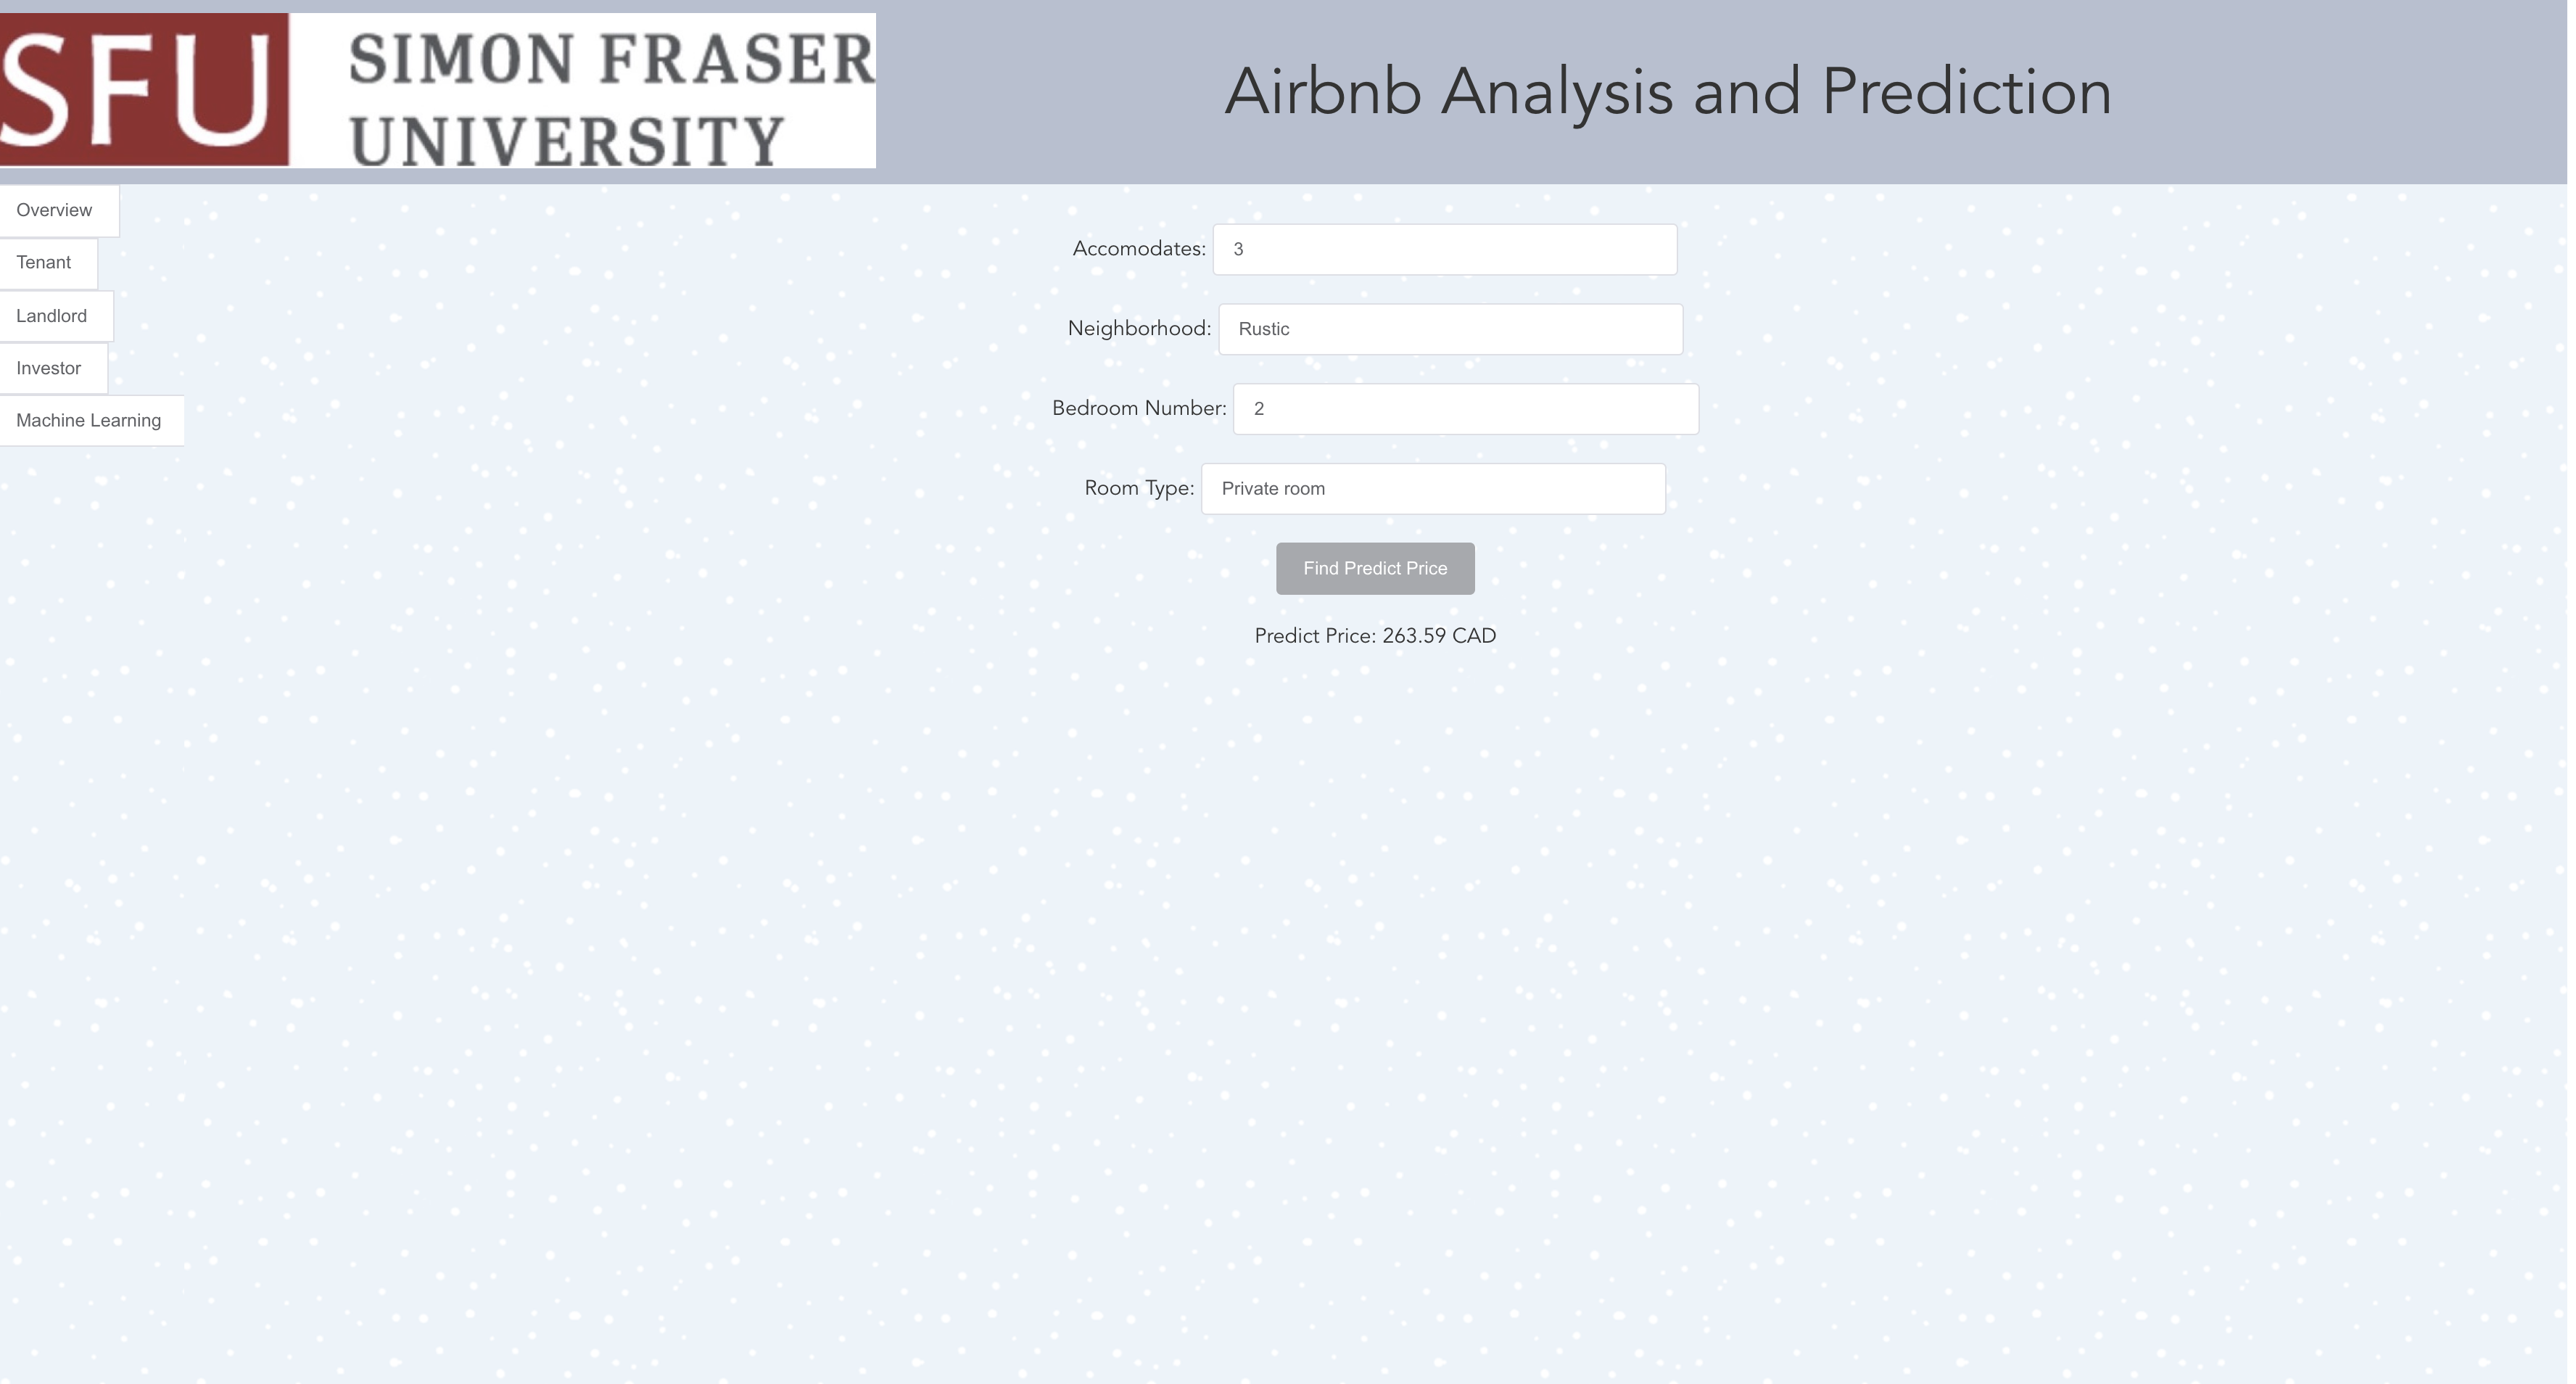 SFU
SIMON FRASER
UNIVERSITY
Airbnb Analysis and Prediction
Overview
Tenant
Landlord
Investor
Machine Learning
Accomodates: 3
Neighborhood: Rustic
Bedroom Number: 2
Room Type: Private room
Find Predict Price
Predict Price: 263.59 CAD